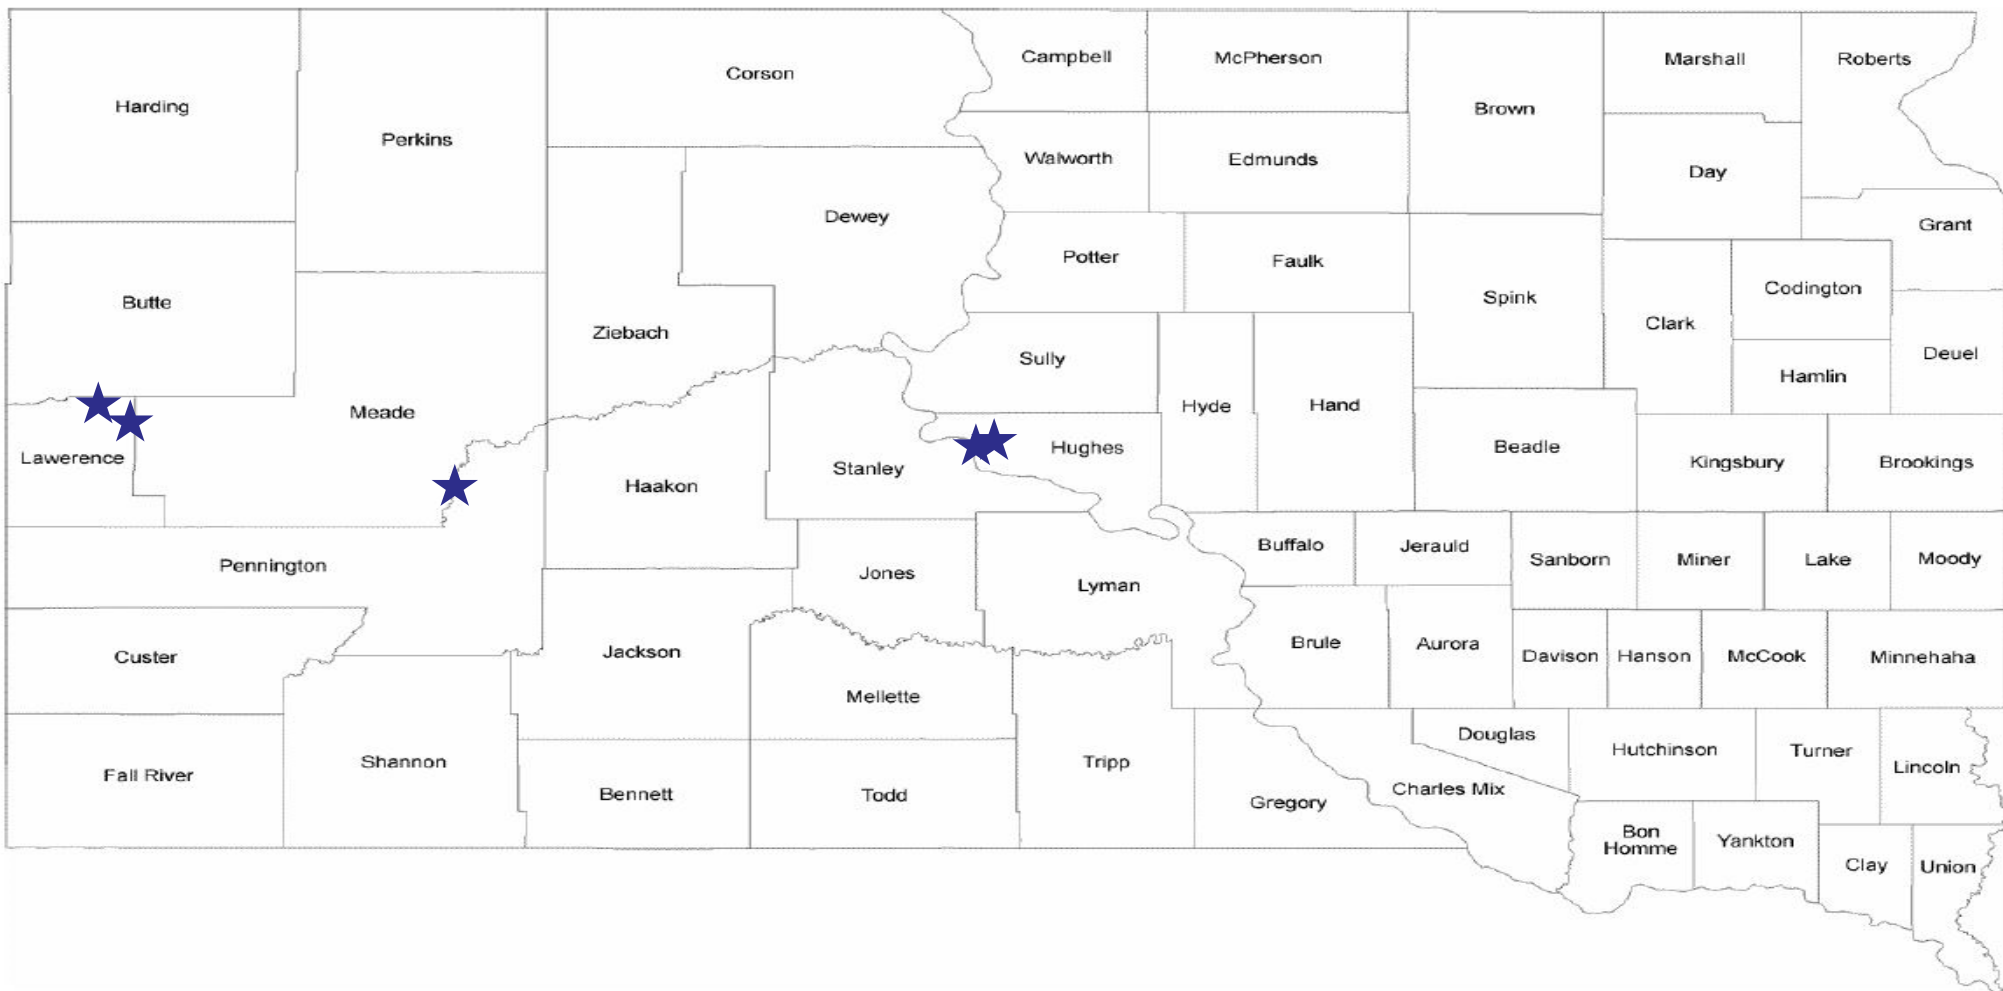 Campbell
McPherson
Marshall
Roberts
Corson
Harding
Brown
Perkins
Walworth
Edmunds
Day
Dewey
Grant
Potter
Faulk
Codington
Butte
Spink
Clark
Ziebach
Sully
Deuel
Hamlin
Meade
Hyde
Hand
Lawerence
Hughes
Beadle
Stanley
Kingsbury
Brookings
Haakon
Pennington
Jones
Buffalo
Jerauld
Sanborn
Miner
Lake
Moody
Lyman
Custer
Jackson
Brule
Aurora
Davison
Hanson
McCook
Minnehaha
Mellette
Douglas
Hutchinson
Turner
Fall River
Shannon
Tripp
Lincoln
Bennett
Todd
Gregory
Charles Mix
Bon
Homme
Yankton
Clay
Union